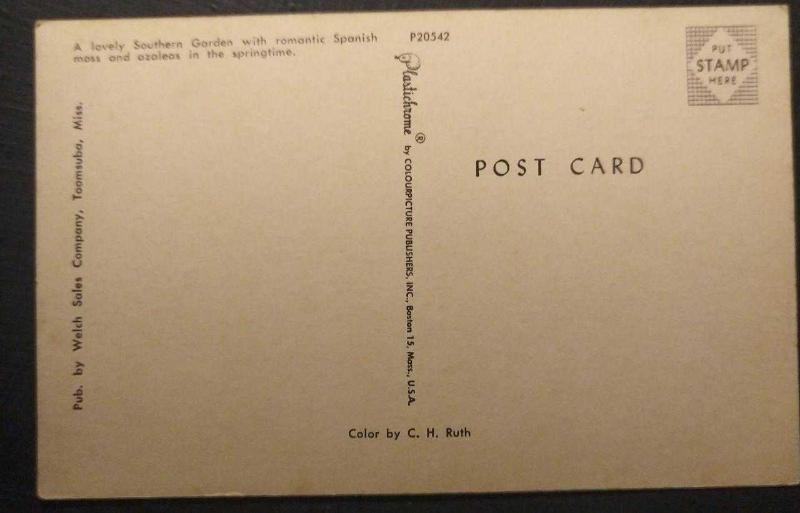 A lovely Southern Garden with romantic Spanish
moss and azaleas in the springtime.
P20542
PUT
STAMP
HERE
Pub. by Welch Sales Company, Toomsuba, Miss.
Plastichrome ® by COLOURPICTURE PUBLISHERS, INC., Boston 15, Mass., U.S.A.
POST CARD
Color by C. H. Ruth